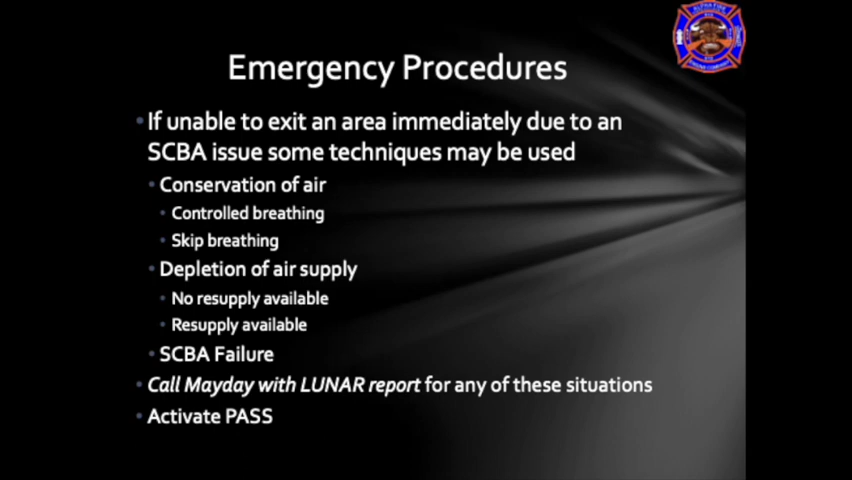 ALPHA FIRE
Emergency Procedures
• If unable to exit an area immediately due to an
SCBA issue some techniques may be used
• Conservation of air
• Controlled breathing
• Skip breathing
• Depletion of air supply
• No resupply available
• Resupply available
• SCBA Failure
• Call Mayday with LUNAR report for any of these situations
• Activate PASS